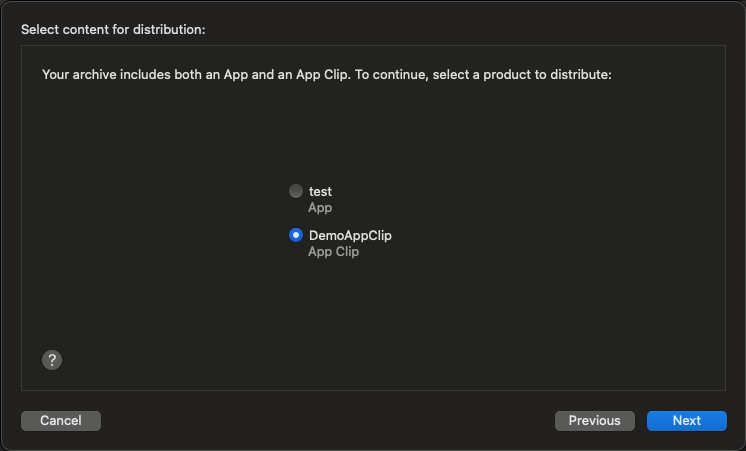 Select content for distribution:
Your archive includes both an App and an App Clip. To continue, select a product to distribute:
test
App
DemoAppClip
App Clip
?
Cancel
Previous
Next